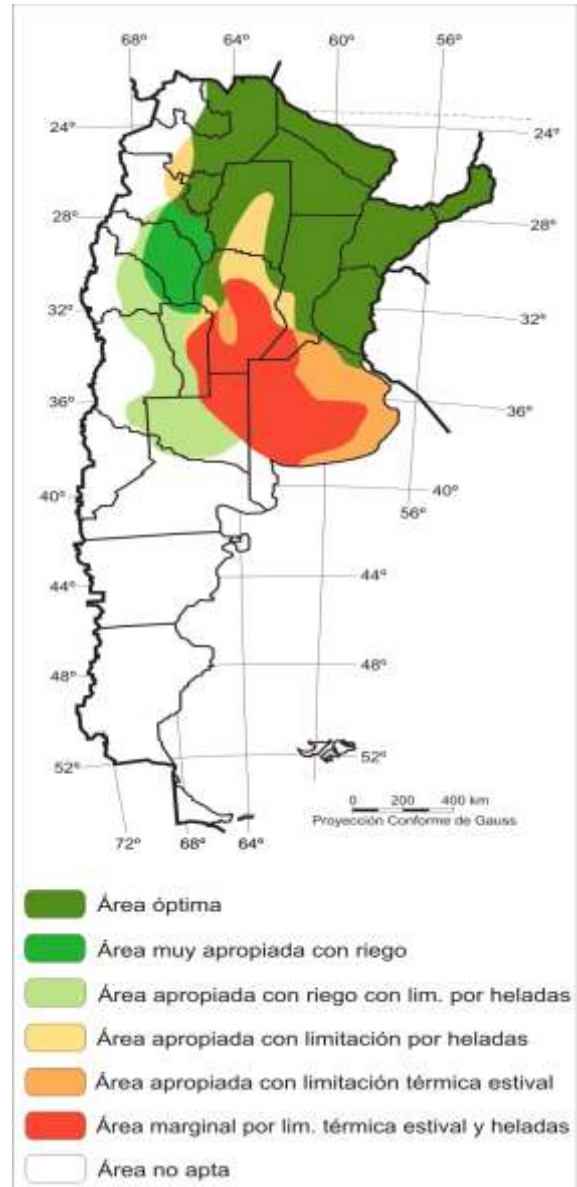 68º 64º 60º 56º
24º 24º
28º 28º
32º 32º
36º 36º
40º 40º
56º
44º 44º
48º 48º
52º 52º
0 200 400 km
Proyección Conforme de Gauss
72º 68º 64º
Área óptima
Área muy apropiada con riego
Área apropiada con riego con lim. por heladas
Área apropiada con limitación por heladas
Área apropiada con limitación térmica estival
Área marginal por lim. térmica estival y heladas
Área no apta